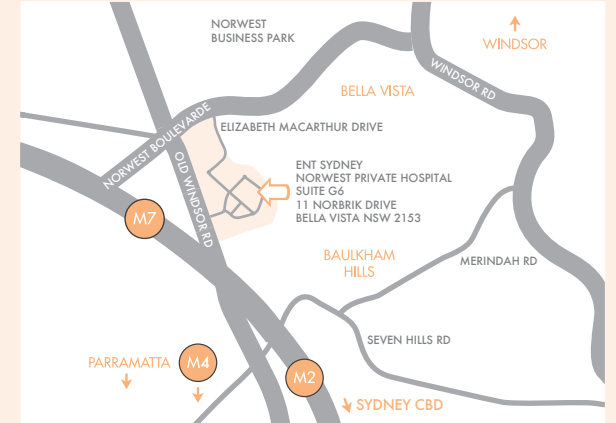 NORWEST
BUSINESS PARK
WINDSOR
WINDSOR RD
BELLA VISTA
NORWEST BOULEVARDE
ELIZABETH MACARTHUR DRIVE
OLD WINDSOR RD
ENT SYDNEY
NORWEST PRIVATE HOSPITAL
SUITE G6
11 NORBRIK DRIVE
BELLA VISTA NSW 2153
M7
BAULKHAM
HILLS
MERINDAH RD
SEVEN HILLS RD
PARRAMATTA
M4
M2
SYDNEY CBD